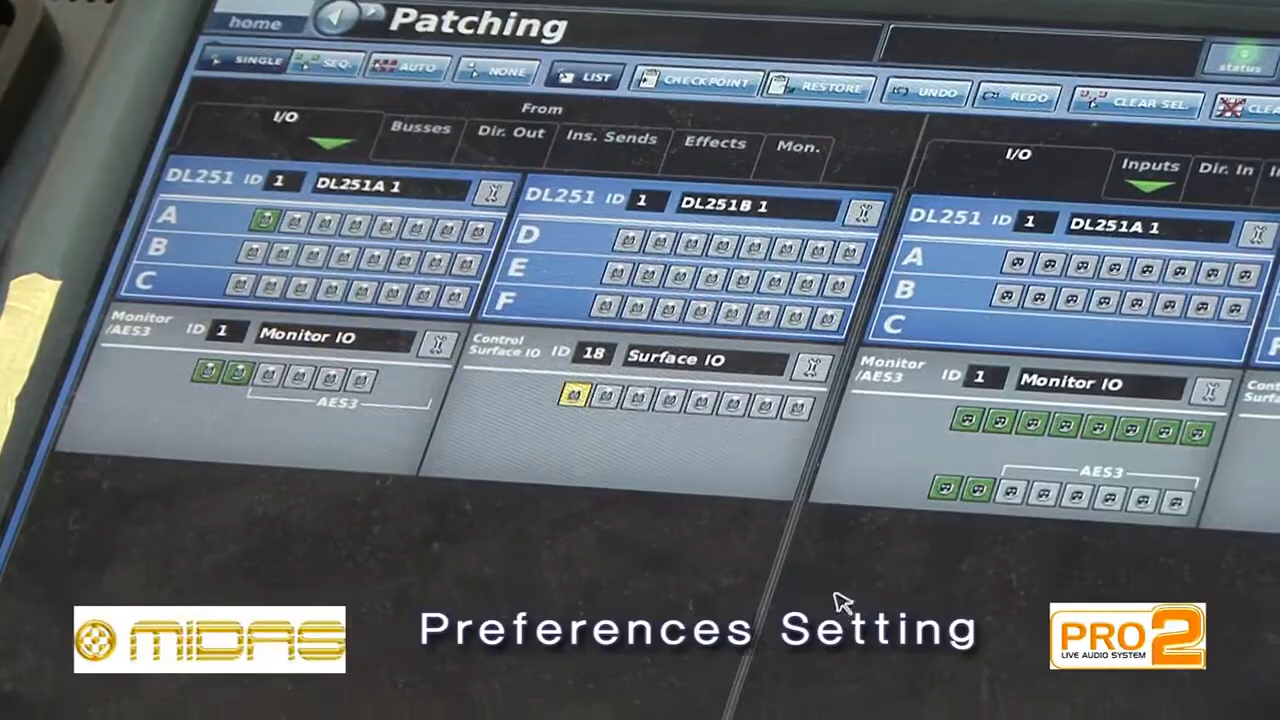 home
Patching
status
SINGLE
SEQ.
AUTO
NONE
LIST
CHECKPOINT
RESTORE
UNDO
REDO
CLEAR SEL.
From
I/O
Busses
Dir. Out
Ins. Sends
Effects
Mon.
I/O
Inputs
Dir. In
DL251 ID 1 DL251A 1
A
B
C
DL251 ID 1 DL251B 1
D
E
F
DL251 ID 1 DL251A 1
A
B
C
Monitor
/AES3 ID 1 Monitor IO
AES3
Control
Surface IO ID 18 Surface IO
Monitor
/AES3 ID 1 Monitor IO
AES3
MIDAS
Preferences Setting
PRO2
LIVE AUDIO SYSTEM